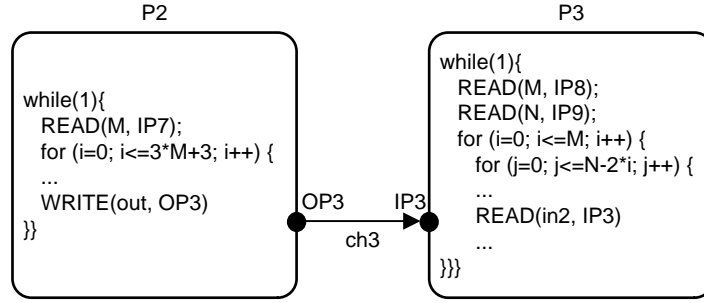 P2
while(1){
READ(M, IP7);
for (i=0; i<=3*M+3; i++) {
...
WRITE(out, OP3)
}}
OP3
IP3
ch3
P3
while(1){
READ(M, IP8);
READ(N, IP9);
for (i=0; i<=M; i++) {
for (j=0; j<=N-2*i; j++) {
...
READ(in2, IP3)
...
}}}